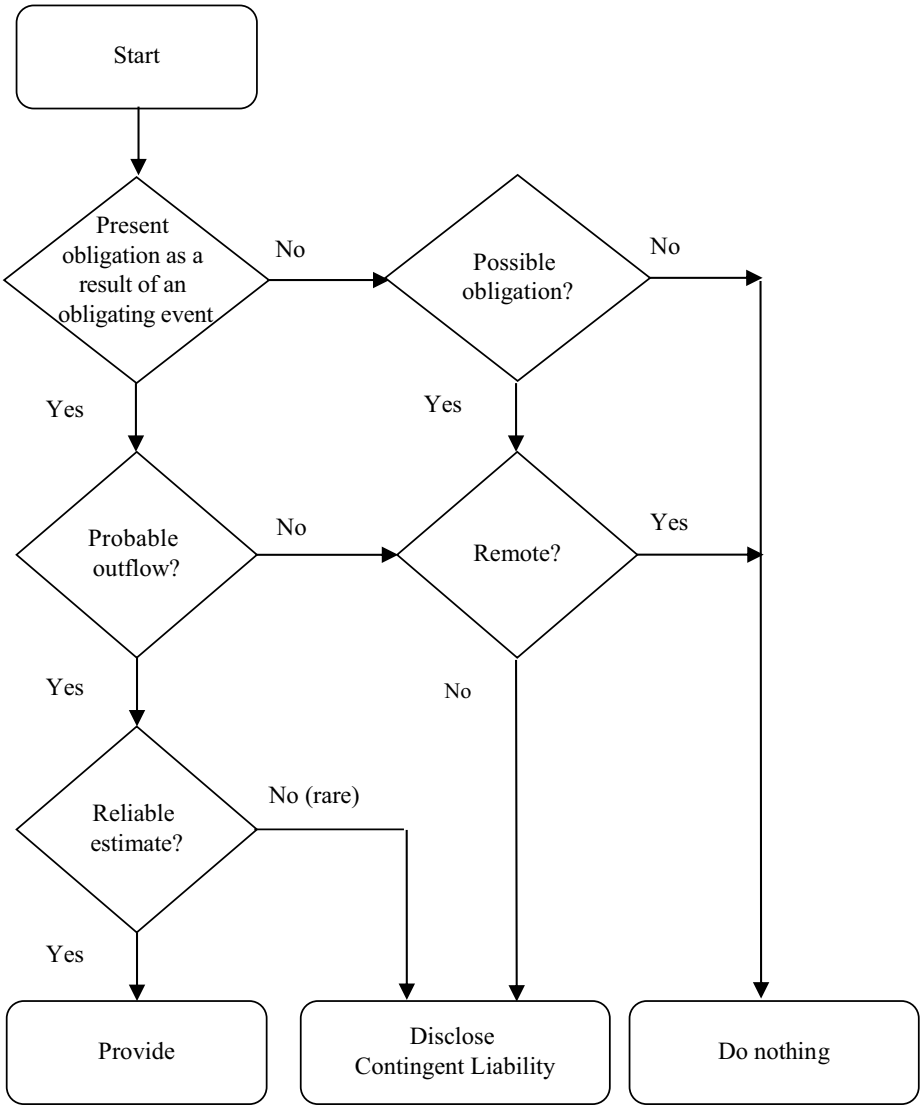 Start
Present
obligation as a
result of an
obligating event
No
Possible
obligation?
No
Yes
Yes
Probable
outflow?
No
Remote?
Yes
Yes
No
Reliable
estimate?
No (rare)
Yes
Provide
Disclose
Contingent Liability
Do nothing